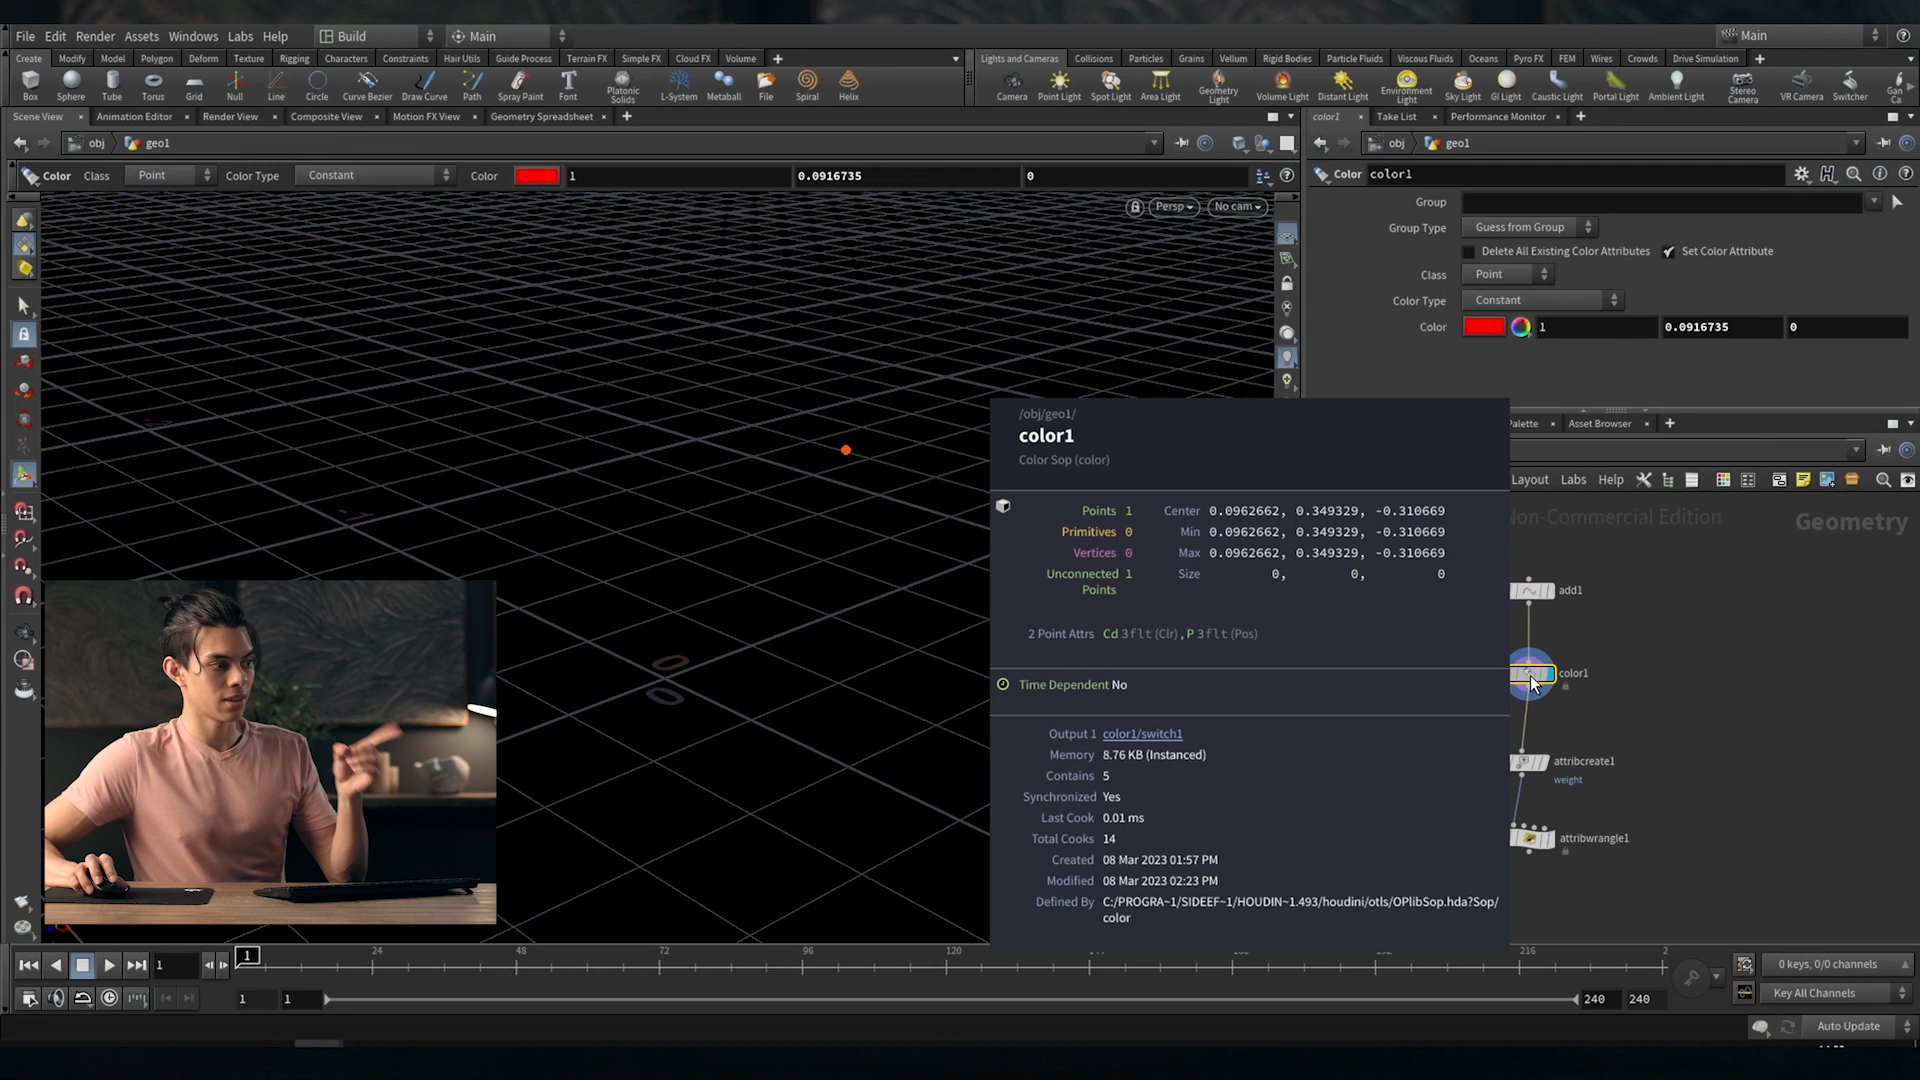 File Edit Render Assets Windows Labs Help Build Main Main
Create Modify Model Polygon Deform Texture Rigging Characters Constraints Hair Utils Guide Process Terrain FX Simple FX Cloud FX Volume
Lights and Cameras Collisions Particles Grains Vellum Rigid Bodies Particle Fluids Viscous Fluids Oceans Pyro FX FEM Wires Crowds Drive Simulation
Box Sphere Tube Torus Grid Null Line Circle Curve Bezier Draw Curve Path Spray Paint Font Platonic Solids L-System Metaball File Spiral Helix
Camera Point Light Spot Light Area Light Geometry Light Volume Light Distant Light Environment Light Sky Light GI Light Caustic Light Portal Light Ambient Light Stereo Camera VR Camera Switcher Gan Ca
Scene View Animation Editor Render View Composite View Motion FX View Geometry Spreadsheet
color1 Take List Performance Monitor
obj geo1
obj geo1
Color Class Point Color Type Constant Color 1 0.0916735 0
Color color1
Persp No cam
Group
Group Type Guess from Group
Delete All Existing Color Attributes Set Color Attribute
Class Point
Color Type Constant
Color 1 0.0916735 0
/obj/geo1/
color1
Color Sop (color)
Points 1 Center 0.0962662, 0.349329, -0.310669
Primitives 0 Min 0.0962662, 0.349329, -0.310669
Vertices 0 Max 0.0962662, 0.349329, -0.310669
Unconnected 1 Size 0, 0, 0
Points
2 Point Attrs Cd 3flt (Clr), P 3flt (Pos)
Time Dependent No
Output 1 color1/switch1
Memory 8.76 KB (Instanced)
Contains 5
Synchronized Yes
Last Cook 0.01 ms
Total Cooks 14
Created 08 Mar 2023 01:57 PM
Modified 08 Mar 2023 02:23 PM
Defined By C:/PROGRA~1/SIDEEF~1/HOUDIN~1.493/houdini/otls/OPlibSop.hda?Sop/
color
Palette Asset Browser
Layout Labs Help
Non-Commercial Edition
Geometry
add1
color1
attribcreate1
weight
attribwrangle1
0
0
1 1 24 48 72 96 120 216 2
0 keys, 0/0 channels
1 1 240 240
Key All Channels
Auto Update